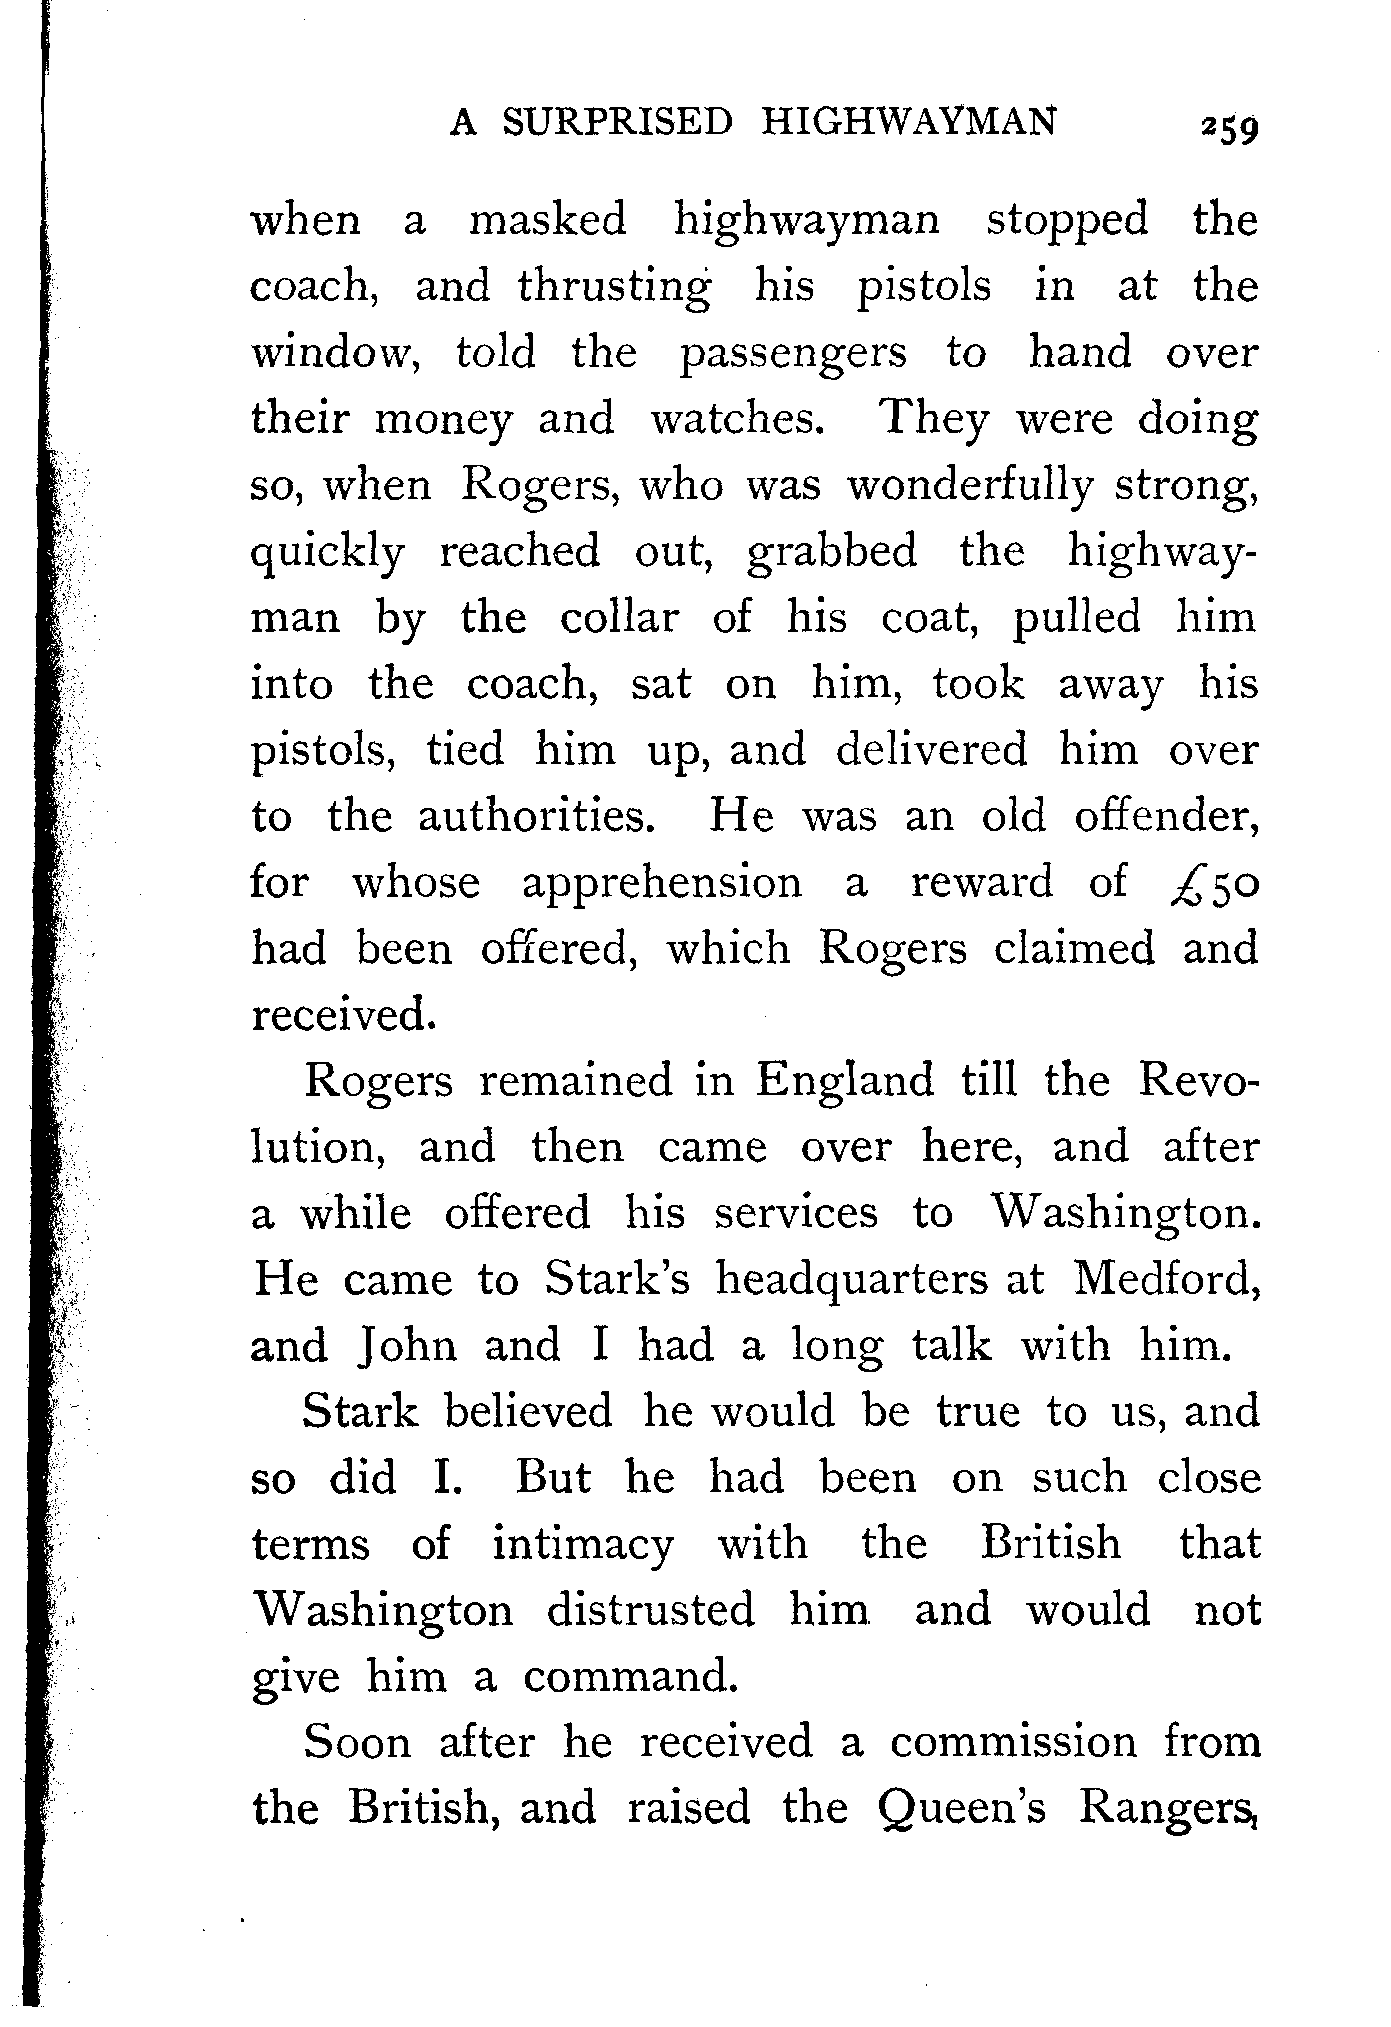 A SURPRISED HIGHWAYMAN 259
when a masked highwayman stopped the
coach, and thrusting his pistols in at the
window, told the passengers to hand over
their money and watches. They were doing
so, when Rogers, who was wonderfully strong,
quickly reached out, grabbed the highway-
man by the collar of his coat, pulled him
into the coach, sat on him, took away his
pistols, tied him up, and delivered him over
to the authorities. He was an old offender,
for whose apprehension a reward of £50
had been offered, which Rogers claimed and
received.
Rogers remained in England till the Revo-
lution, and then came over here, and after
a while offered his services to Washington.
He came to Stark's headquarters at Medford,
and John and I had a long talk with him.
Stark believed he would be true to us, and
so did I. But he had been on such close
terms of intimacy with the British that
Washington distrusted him and would not
give him a command.
Soon after he received a commission from
the British, and raised the Queen's Rangers,